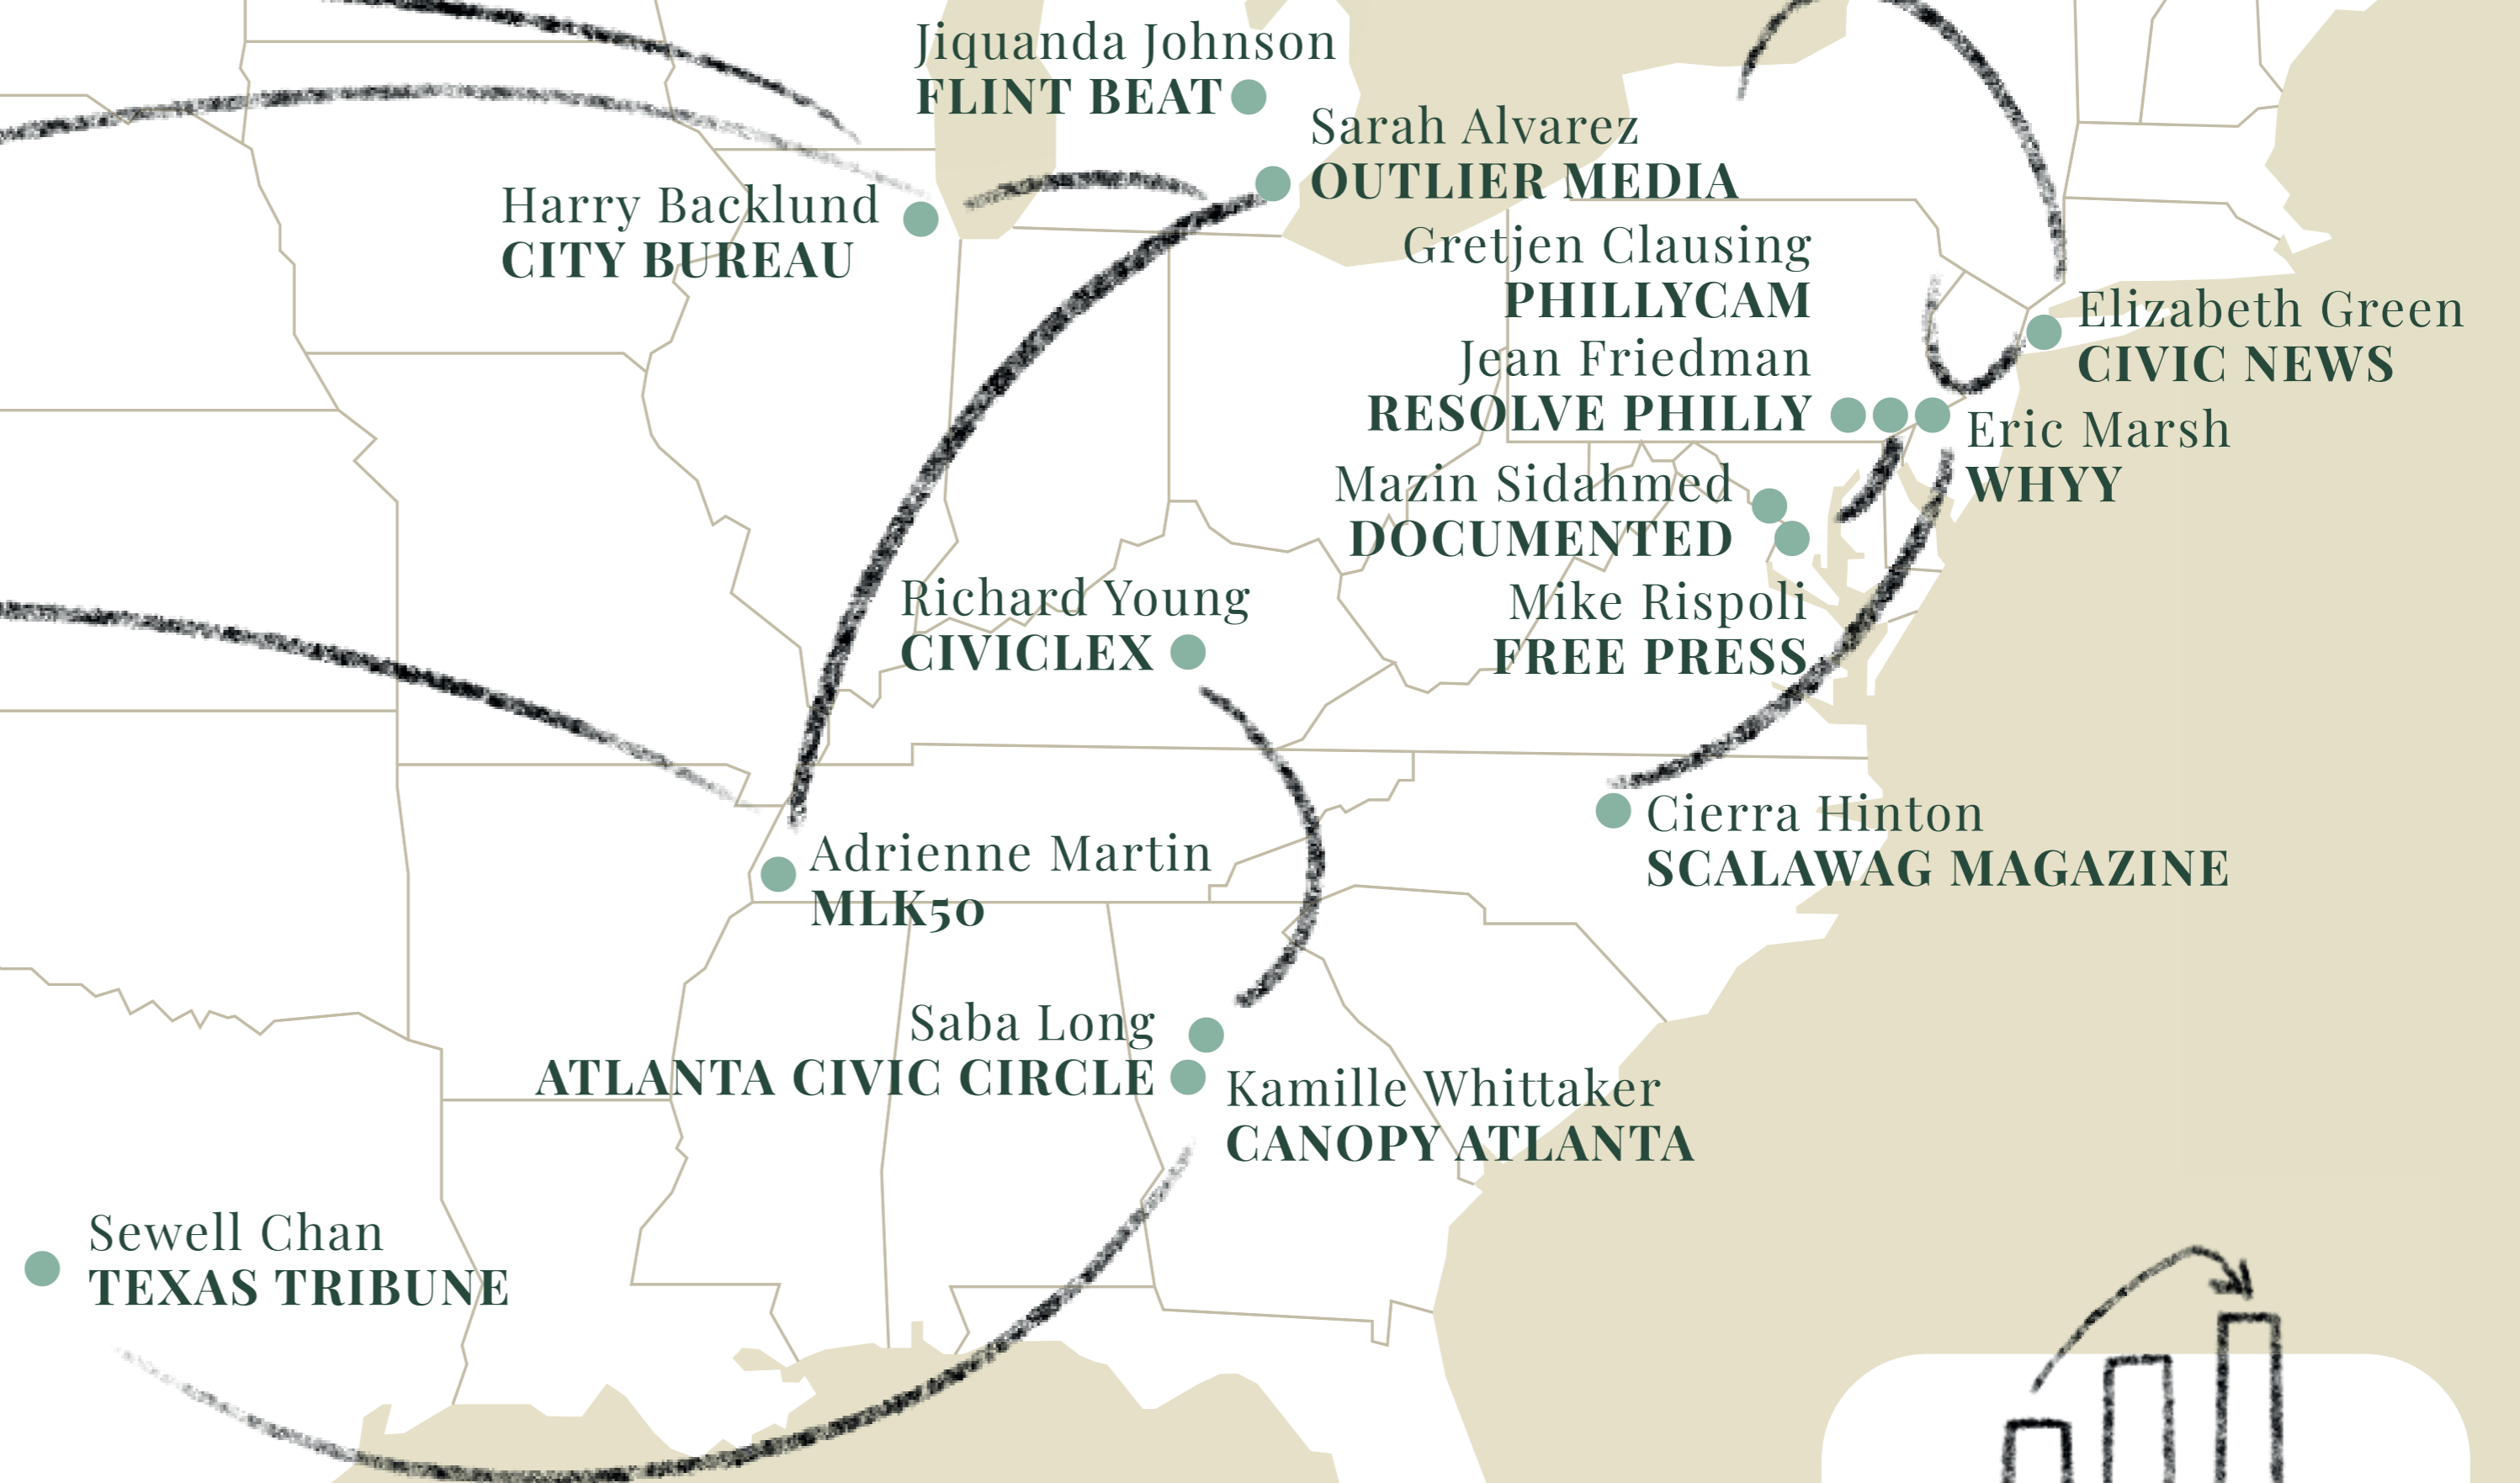 Jiquanda Johnson
FLINT BEAT
Sarah Alvarez
OUTLIER MEDIA
Harry Backlund
CITY BUREAU
Gretjen Clausing
PHILLYCAM
Elizabeth Green
CIVIC NEWS
Jean Friedman
RESOLVE PHILLY
Eric Marsh
WHYY
Mazin Sidahmed
DOCUMENTED
Richard Young
CIVICLEX
Mike Rispoli
FREE PRESS
Cierra Hinton
SCALAWAG MAGAZINE
Adrienne Martin
MLK50
Saba Long
ATLANTA CIVIC CIRCLE
Kamille Whittaker
CANOPY ATLANTA
Sewell Chan
TEXAS TRIBUNE